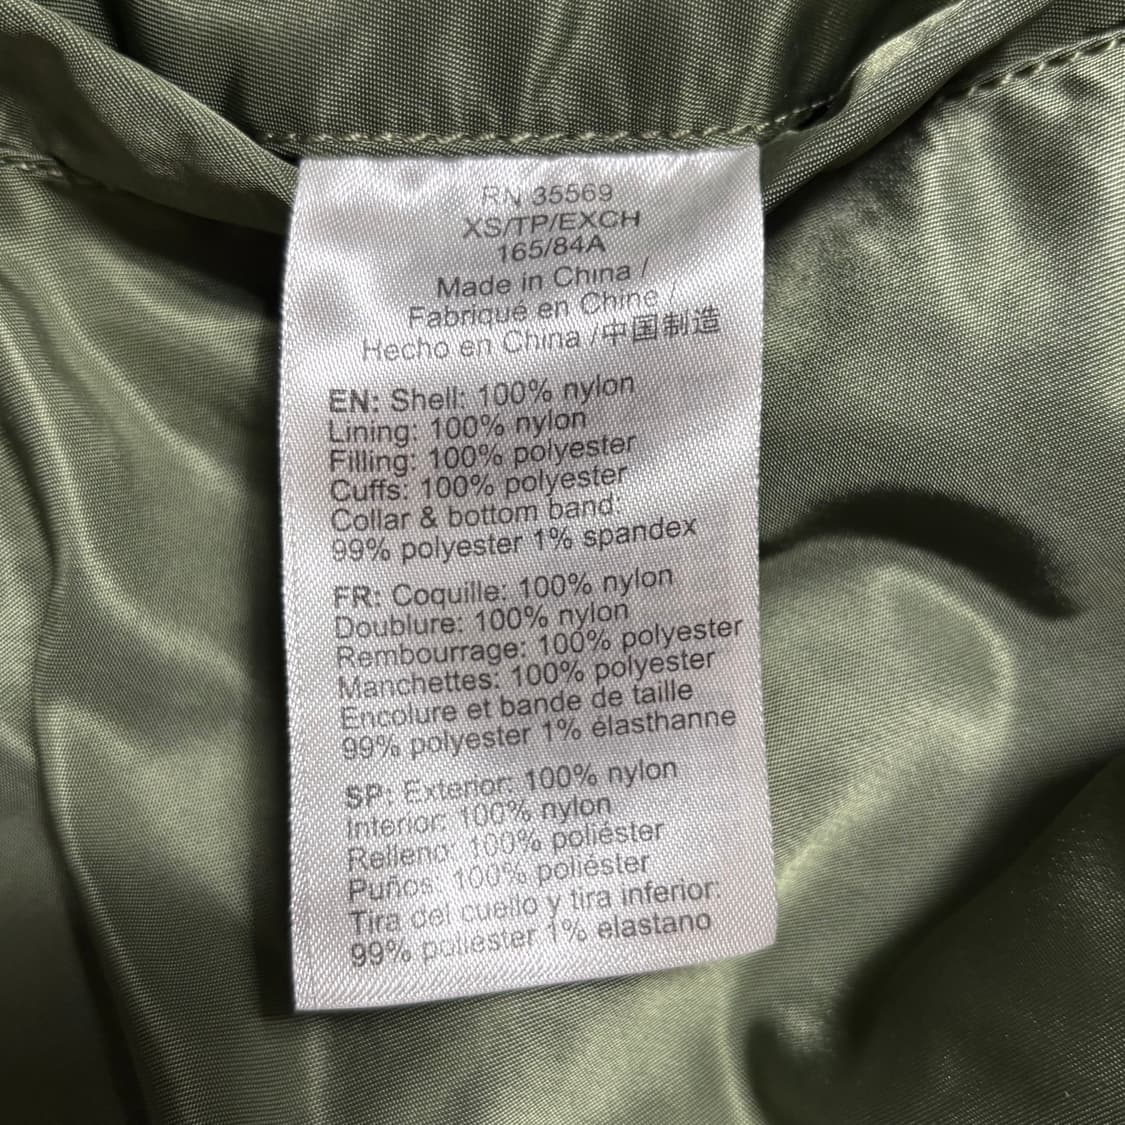 RN 35569
XS/TP/EXCH
165/84A
Made in China /
Fabriqué en Chine /
Hecho en China /中国制造
EN: Shell: 100% nylon
Lining: 100% nylon
Filling: 100% polyester
Cuffs: 100% polyester
Collar & bottom band:
99% polyester 1% spandex
FR: Coquille: 100% nylon
Doublure: 100% nylon
Rembourrage: 100% polyester
Manchettes: 100% polyester
Encolure et bande de taille
99% polyester 1% élasthanne
SP: Exterior: 100% nylon
Interior: 100% nylon
Relleno: 100% poliéster
Puños: 100% poliéster
Tira del cuello y tira inferior:
99% poliéster 1% elastano